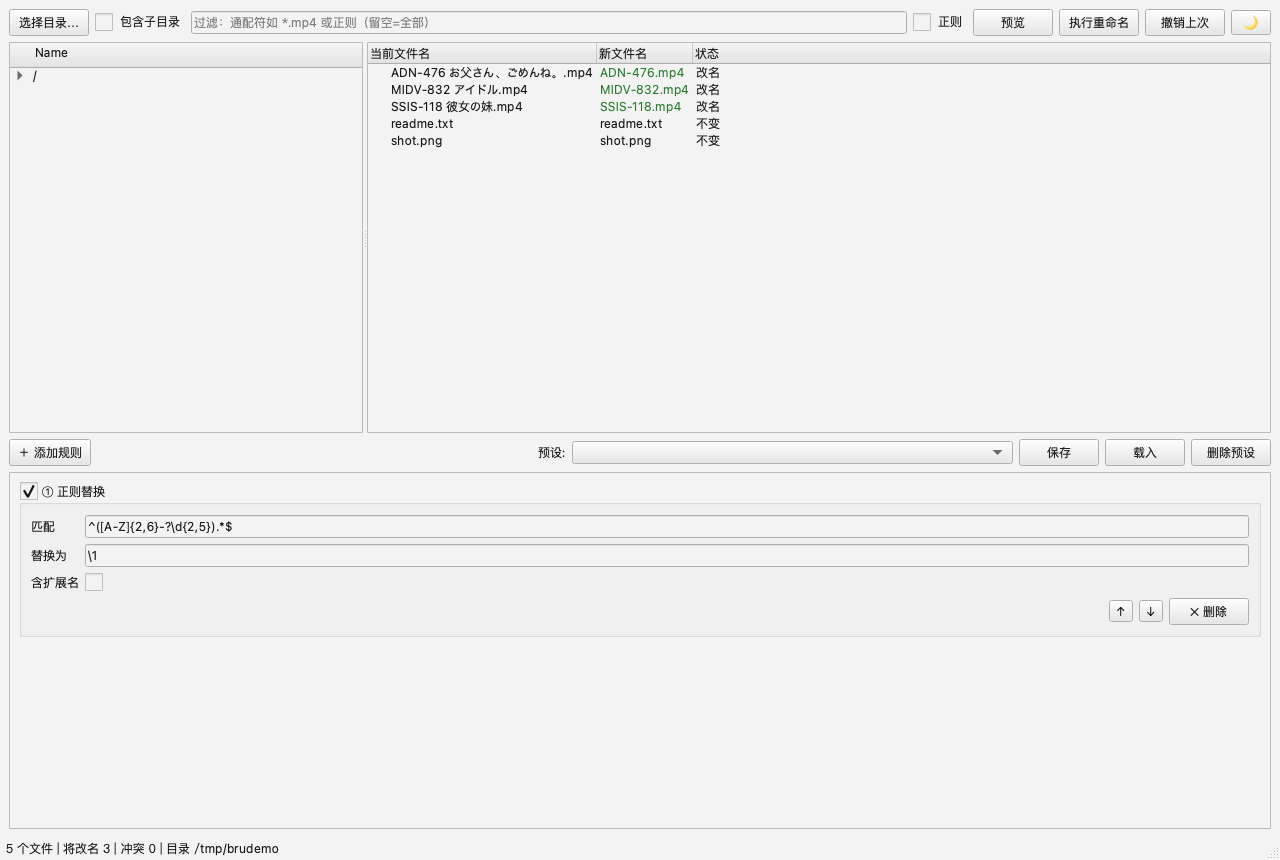 选择目录... 包含子目录 过滤：通配符如 *.mp4 或正则（留空=全部） 正则 预览 执行重命名 撤销上次 🌙
Name
/
当前文件名 新文件名 状态
ADN-476 お父さん、ごめんね。.mp4 ADN-476.mp4 改名
MIDV-832 アイドル.mp4 MIDV-832.mp4 改名
SSIS-118 彼女の妹.mp4 SSIS-118.mp4 改名
readme.txt readme.txt 不变
shot.png shot.png 不变
＋ 添加规则 预设: 保存 载入 删除预设
① 正则替换
匹配 ^([A-Z]{2,6}-?\d{2,5}).*$
替换为 \1
含扩展名
↑ ↓ ✕ 删除
5 个文件 | 将改名 3 | 冲突 0 | 目录 /tmp/brudemo